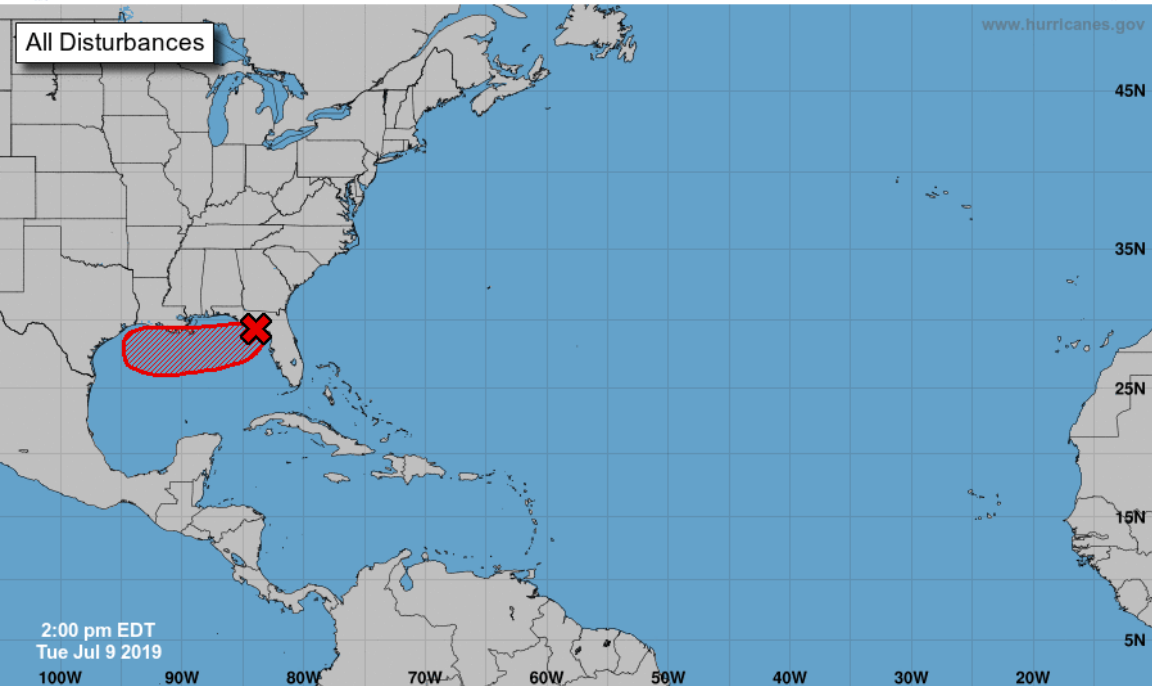 www.hurricanes.gov
All Disturbances
45N
35N
25N
15N
5N
2:00 pm EDT
Tue Jul 9 2019
100W 90W 80W 70W 60W 50W 40W 30W 20W